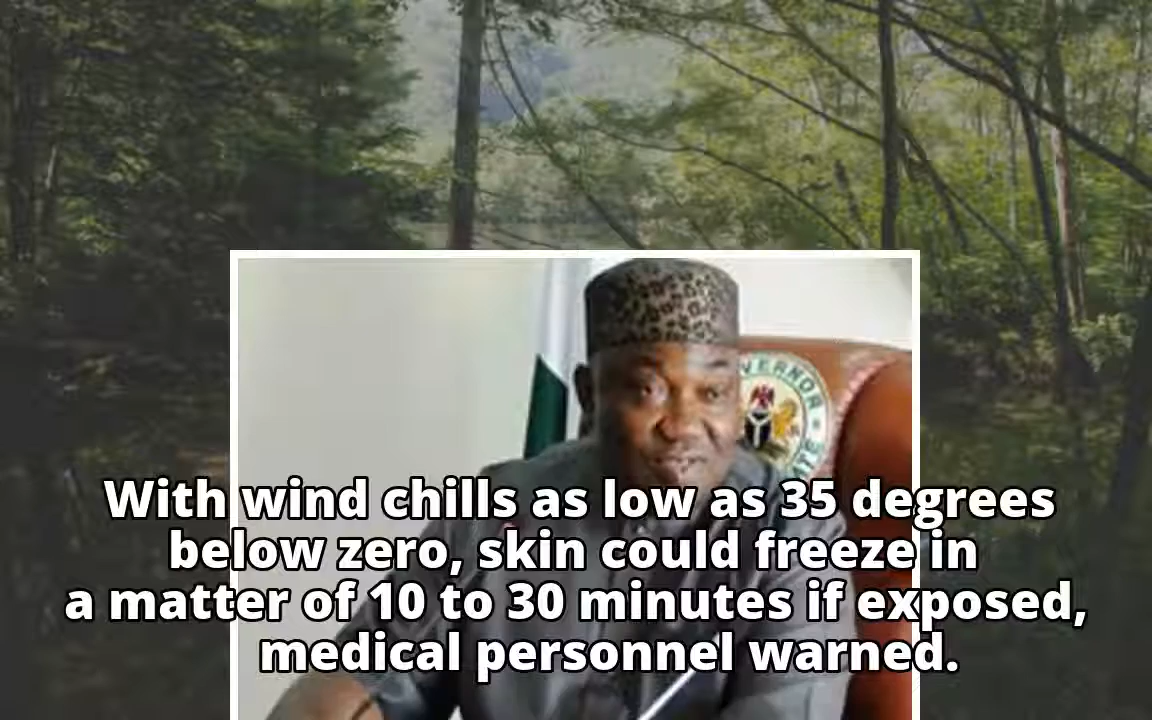 VERNOR
With wind chills as low as 35 degrees
below zero, skin could freeze in
a matter of 10 to 30 minutes if exposed,
medical personnel warned.